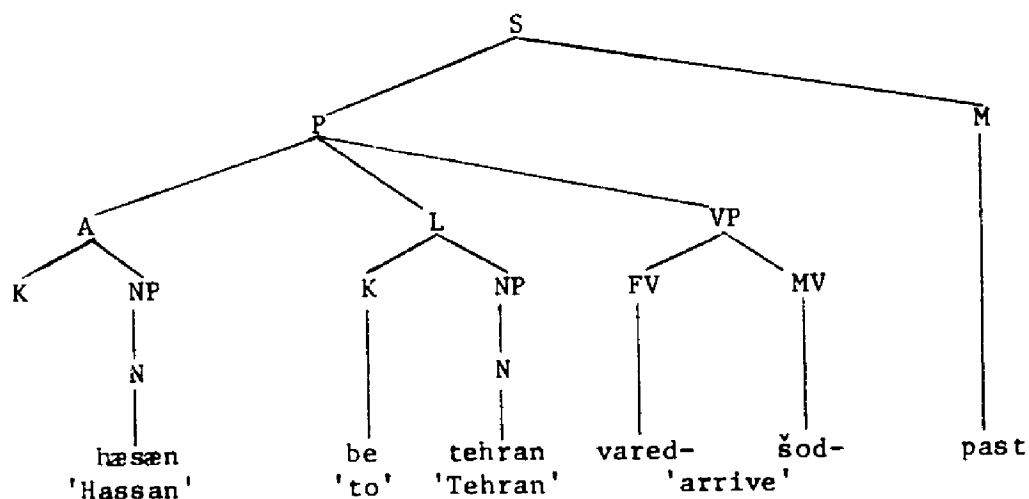 S
P M
A L VP
K NP K NP FV MV
N N
hæsæn be tehran vared- šod- past
'Hassan' 'to' 'Tehran' 'arrive'